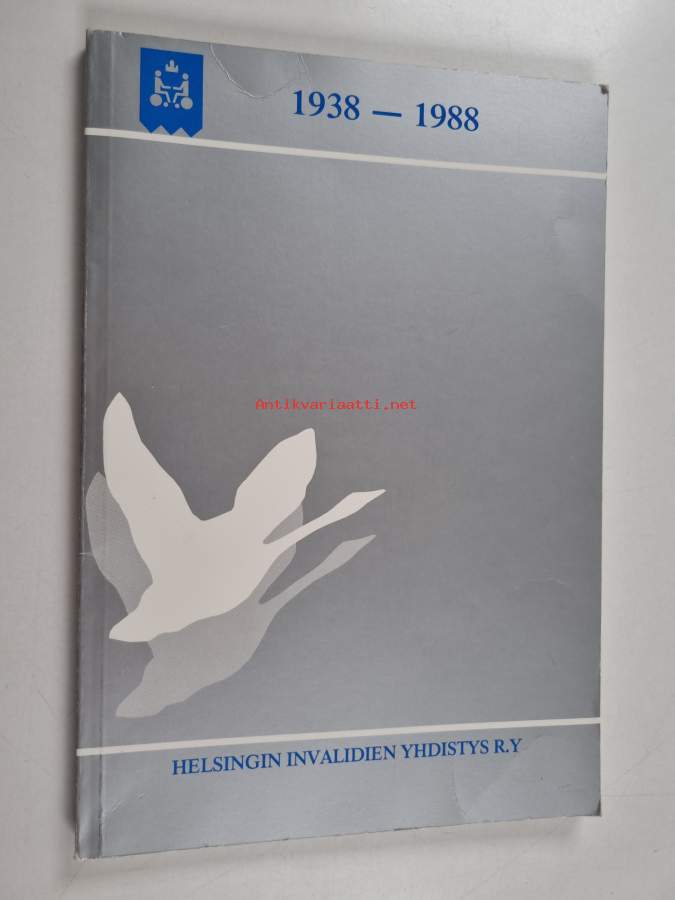 1938 — 1988
Antikvariaatti.net
HELSINGIN INVALIDIEN YHDISTYS R.Y